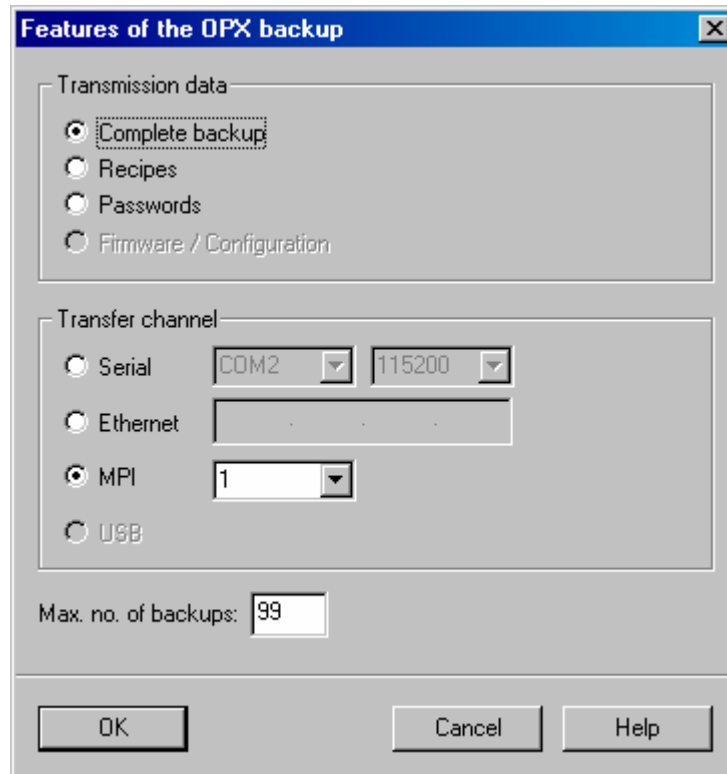 Features of the OPX backup
Transmission data
Complete backup
Recipes
Passwords
Firmware / Configuration
Transfer channel
Serial COM2 115200
Ethernet . . .
MPI 1
USB
Max. no. of backups: 99
OK Cancel Help